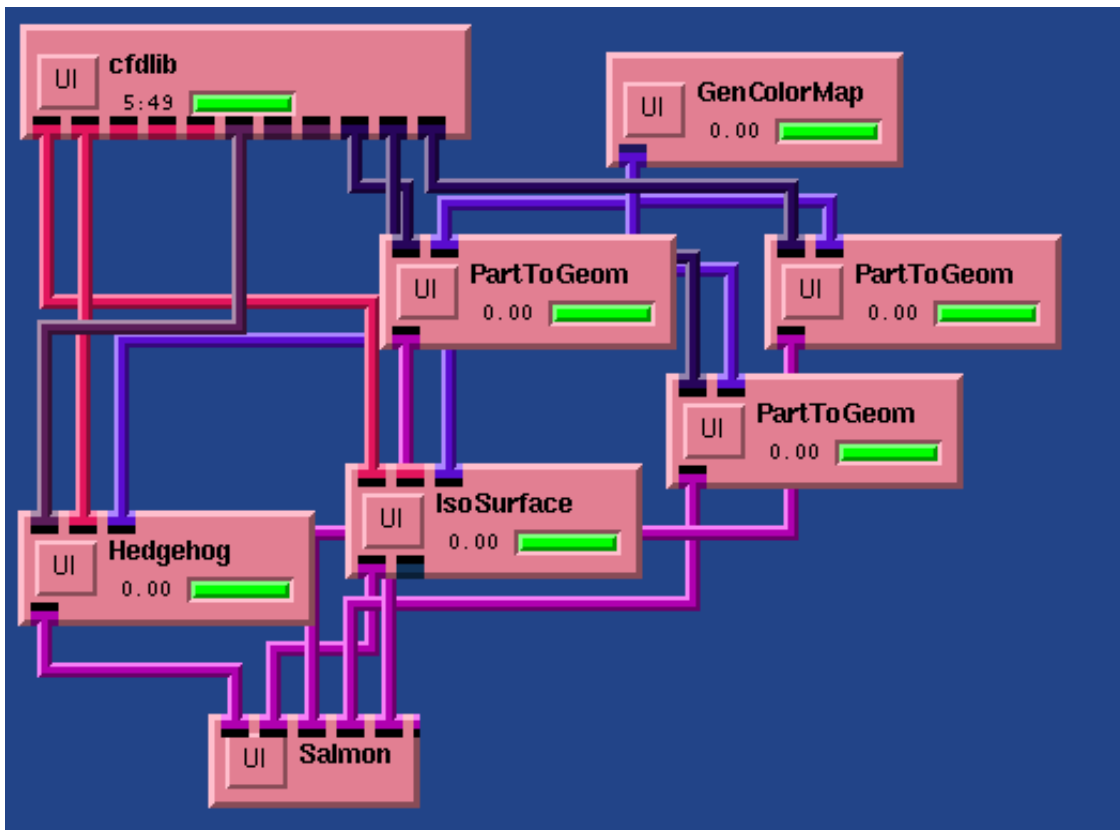 cfdlib
UI
5:49
GenColorMap
UI
0.00
PartToGeom
UI
0.00
PartToGeom
UI
0.00
PartToGeom
UI
0.00
IsoSurface
UI
0.00
Hedgehog
UI
0.00
Salmon
UI